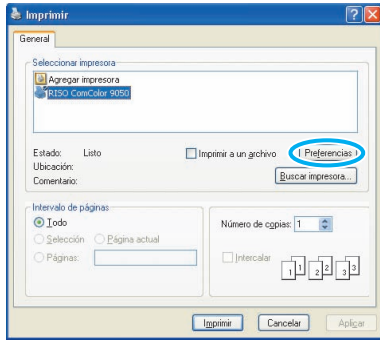 Imprimir
General
Seleccionar impresora
Agregar impresora
RISO ComColor 9050
Estado: Listo
Imprimir a un archivo
Preferencias
Ubicación:
Comentario:
Buscar impresora...
Intervalo de páginas
Todo
Selección Página actual
Páginas:
Número de copias: 1
Intercalar
1 1 2 2 3 3
Imprimir Cancelar Aplicar